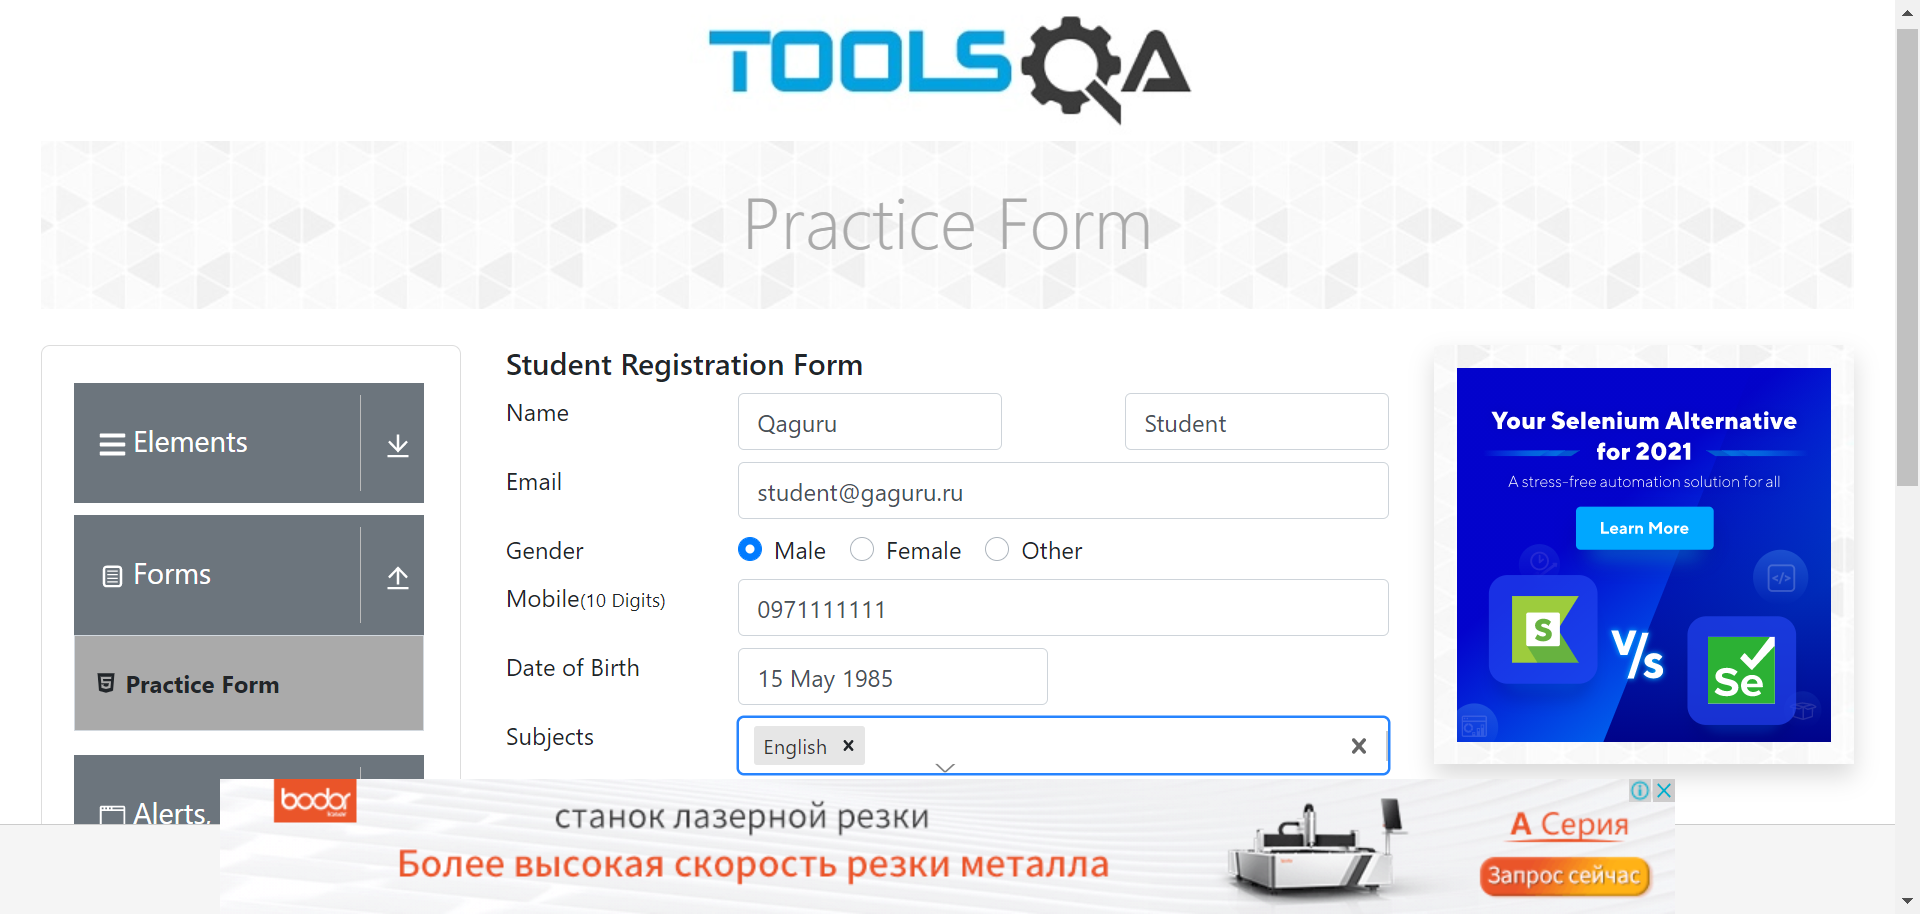 TOOLSQA
Practice Form
Elements
Forms
Practice Form
Alerts,
Student Registration Form
Name
Qaguru
Student
Email
student@gaguru.ru
Gender
Male
Female
Other
Mobile(10 Digits)
0971111111
Date of Birth
15 May 1985
Subjects
English
Your Selenium Alternative
for 2021
A stress-free automation solution for all
Learn More
S
V/s
Se
bodor
станок лазерной резки
Более высокая скорость резки металла
А Серия
Запрос сейчас